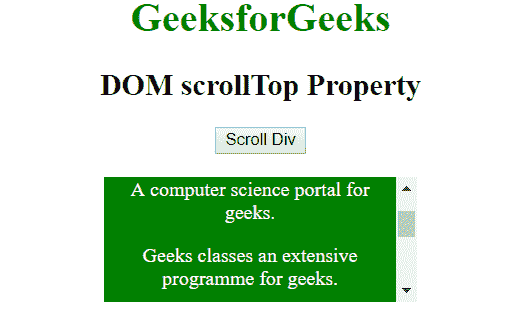 GeeksforGeeks
DOM scrollTop Property
Scroll Div
A computer science portal for
geeks.
Geeks classes an extensive
programme for geeks.